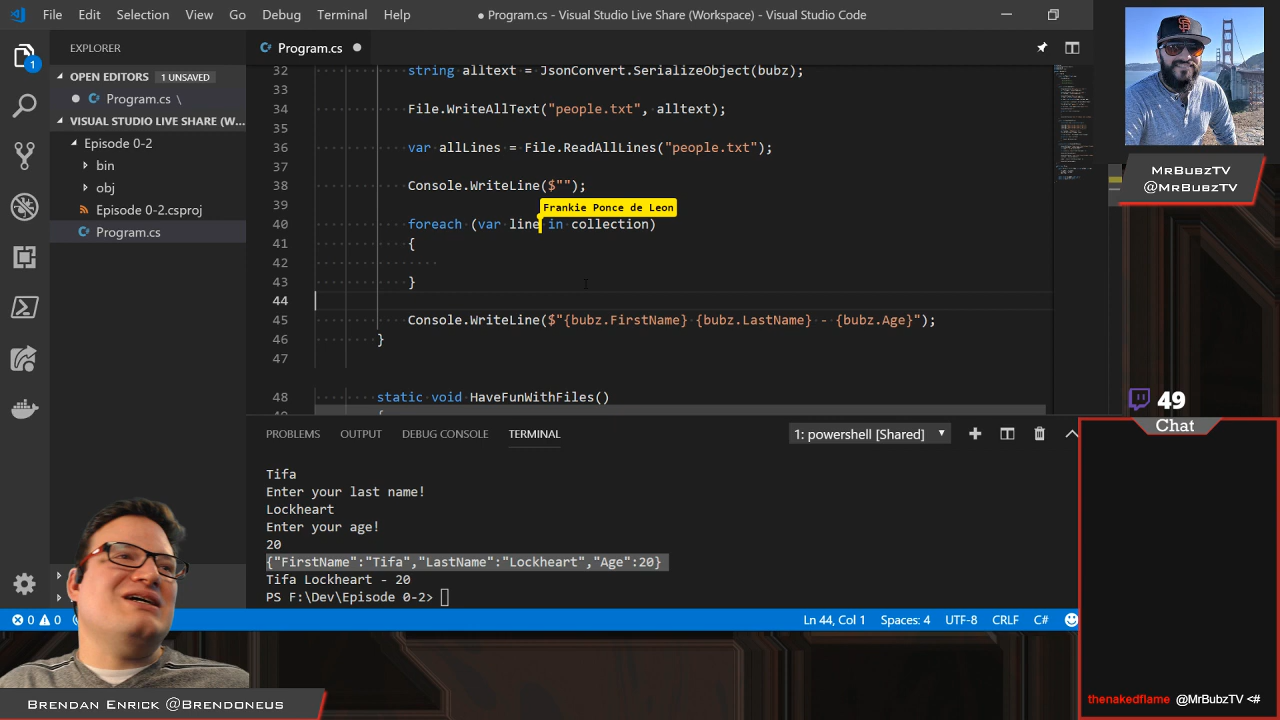 File Edit Selection View Go Debug Terminal Help
● Program.cs - Visual Studio Live Share (Workspace) - Visual Studio Code
EXPLORER
OPEN EDITORS 1 UNSAVED
Program.cs \
VISUAL STUDIO LIVE SHARE (W...
Episode 0-2
bin
obj
Episode 0-2.csproj
Program.cs
1
Program.cs
32 string alltext = JsonConvert.SerializeObject(bubz);
33
34 File.WriteAllText("people.txt", alltext);
35
36 var allLines = File.ReadAllLines("people.txt");
37
38 Console.WriteLine($"");
39
Frankie Ponce de Leon
40 foreach (var line in collection)
41 {
42
43 }
44
45 Console.WriteLine($"{bubz.FirstName} {bubz.LastName} - {bubz.Age}");
46 }
47
48 static void HaveFunWithFiles()
49 {
PROBLEMS OUTPUT DEBUG CONSOLE TERMINAL
1: powershell [Shared]
Tifa
Enter your last name!
Lockheart
Enter your age!
20
{"FirstName":"Tifa","LastName":"Lockheart","Age":20}
Tifa Lockheart - 20
PS F:\Dev\Episode 0-2>
0 0
Ln 44, Col 1 Spaces: 4 UTF-8 CRLF C#
MrBubzTV
@MrBubzTV
49
Chat
thenakedflame @MrBubzTV <#
Brendan Enrick @Brendoneus